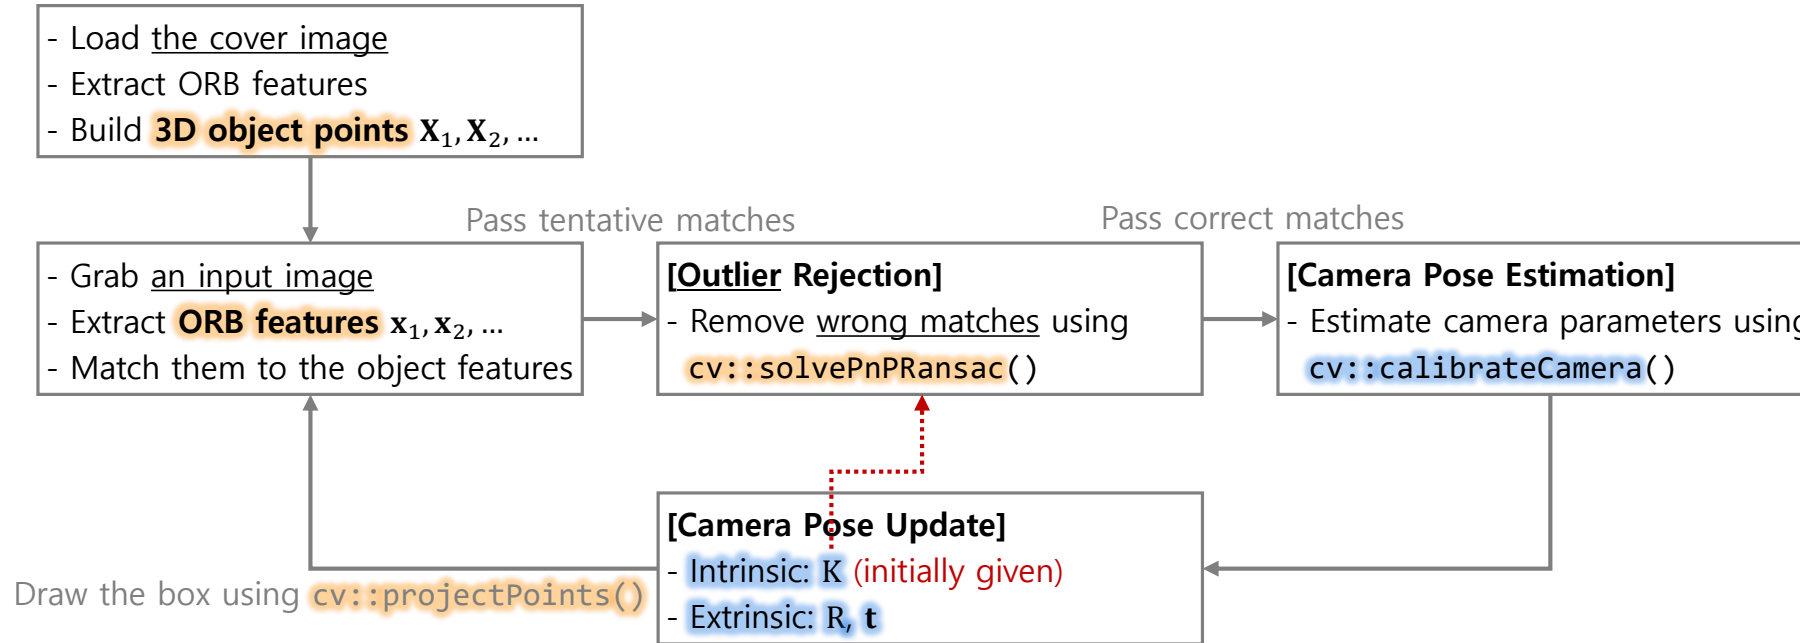 - Load the cover image
- Extract ORB features
- Build 3D object points X₁, X₂, …
Pass tentative matches
Pass correct matches
- Grab an input image
- Extract ORB features x₁, x₂, …
- Match them to the object features
[Outlier Rejection]
- Remove wrong matches using
cv::solvePnPRansac()
[Camera Pose Estimation]
- Estimate camera parameters using
cv::calibrateCamera()
[Camera Pose Update]
- Intrinsic: K (initially given)
- Extrinsic: R, t
Draw the box using cv::projectPoints()